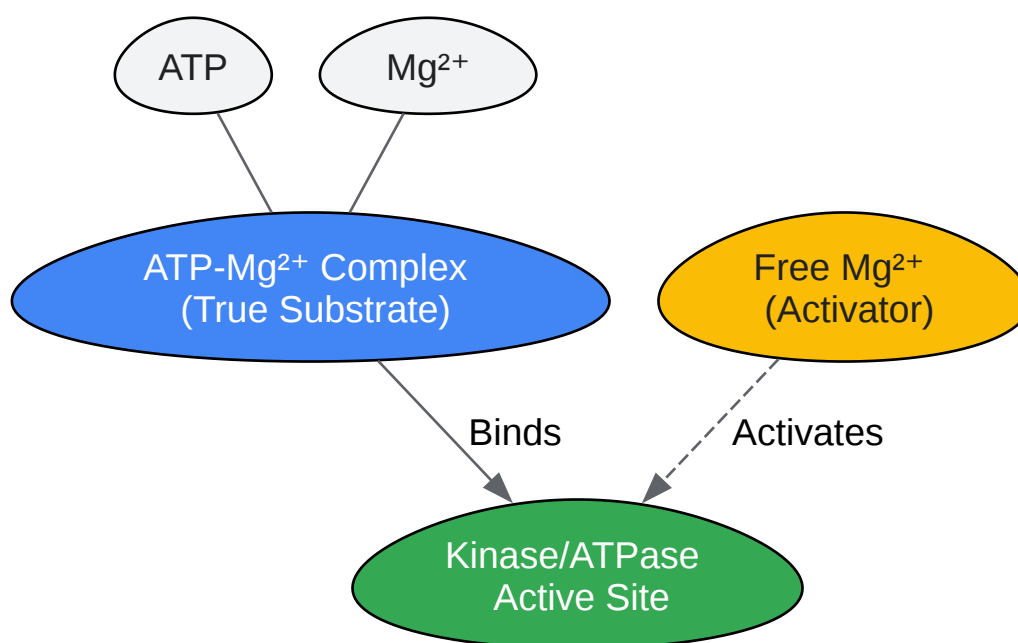 ATP
Mg²⁺
ATP-Mg²⁺ Complex
(True Substrate)
Free Mg²⁺
(Activator)
Binds
Activates
Kinase/ATPase
Active Site